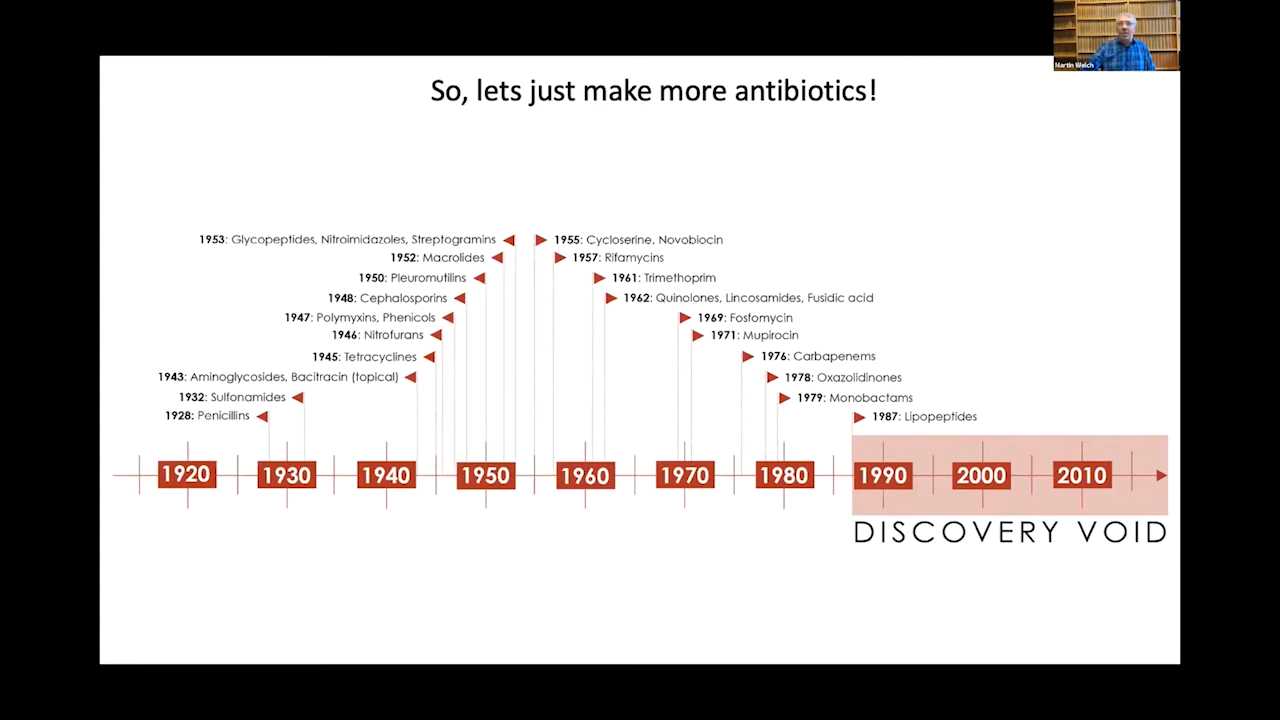 Martin Welch
So, lets just make more antibiotics!
1953: Glycopeptides, Nitroimidazoles, Streptogramins
1952: Macrolides
1950: Pleuromutilins
1948: Cephalosporins
1947: Polymyxins, Phenicols
1946: Nitrofurans
1945: Tetracyclines
1943: Aminoglycosides, Bacitracin (topical)
1932: Sulfonamides
1928: Penicillins
1955: Cycloserine, Novobiocin
1957: Rifamycins
1961: Trimethoprim
1962: Quinolones, Lincosamides, Fusidic acid
1969: Fosfomycin
1971: Mupirocin
1976: Carbapenems
1978: Oxazolidinones
1979: Monobactams
1987: Lipopeptides
1920 1930 1940 1950 1960 1970 1980 1990 2000 2010
DISCOVERY VOID